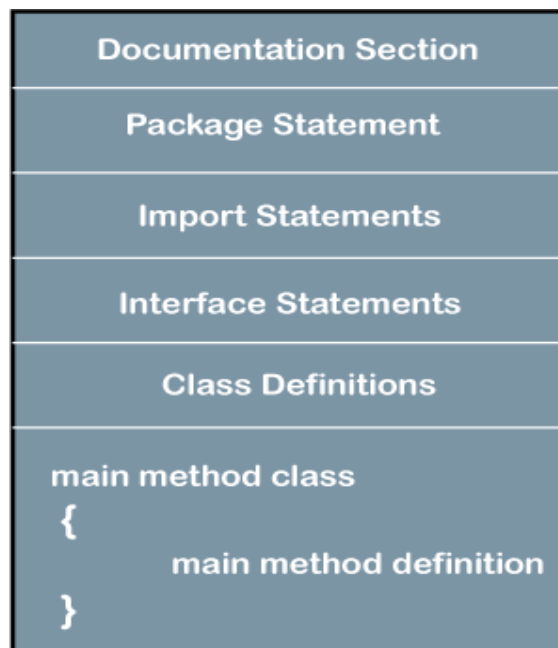 Documentation Section
Package Statement
Import Statements
Interface Statements
Class Definitions
main method class
{
main method definition
}